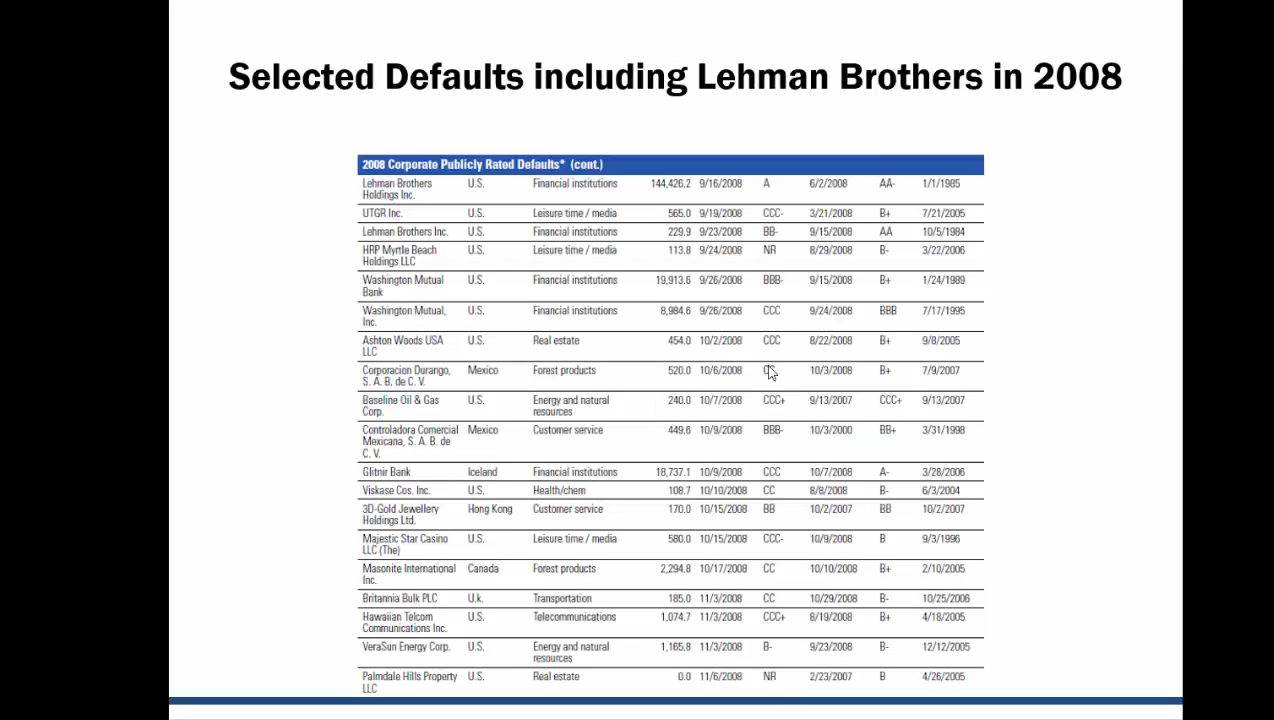 Selected Defaults including Lehman Brothers in 2008
2008 Corporate Publicly Rated Defaults* (cont.)
Lehman Brothers U.S. Financial institutions 144,426.2 9/16/2008 A 6/2/2008 AA- 1/1/1985
Holdings Inc.
UTGR Inc. U.S. Leisure time / media 565.0 9/19/2008 CCC- 3/21/2008 B+ 7/21/2005
Lehman Brothers Inc. U.S. Financial institutions 229.9 9/23/2008 BB- 9/15/2008 AA 10/5/1984
HRP Myrtle Beach U.S. Leisure time / media 113.8 9/24/2008 NR 8/29/2008 B- 3/22/2006
Holdings LLC
Washington Mutual U.S. Financial institutions 19,913.6 9/26/2008 BBB- 9/15/2008 B+ 1/24/1989
Bank
Washington Mutual, U.S. Financial institutions 8,984.6 9/26/2008 CCC 9/24/2008 BBB 7/17/1995
Inc.
Ashton Woods USA U.S. Real estate 454.0 10/2/2008 CCC 8/22/2008 B+ 9/8/2005
LLC
Corporacion Durango, Mexico Forest products 520.0 10/6/2008 10/3/2008 B+ 7/9/2007
S. A. B. de C. V.
Baseline Oil & Gas U.S. Energy and natural 240.0 10/7/2008 CCC+ 9/13/2007 CCC+ 9/13/2007
Corp. resources
Controladora Comercial Mexico Customer service 449.6 10/9/2008 BBB- 10/3/2000 BB+ 3/31/1998
Mexicana, S. A. B. de
C. V.
Glitnir Bank Iceland Financial institutions 18,737.1 10/9/2008 CCC 10/7/2008 A- 3/28/2006
Viskase Cos. Inc. U.S. Health/chem 108.7 10/10/2008 CC 8/8/2008 B- 6/3/2004
3D-Gold Jewellery Hong Kong Customer service 170.0 10/15/2008 BB 10/2/2007 BB 10/2/2007
Holdings Ltd.
Majestic Star Casino U.S. Leisure time / media 580.0 10/15/2008 CCC- 10/9/2008 B 9/3/1996
LLC (The)
Masonite International Canada Forest products 2,294.8 10/17/2008 CC 10/10/2008 B+ 2/10/2005
Inc.
Britannia Bulk PLC U.k. Transportation 185.0 11/3/2008 CC 10/29/2008 B- 10/25/2006
Hawaiian Telcom U.S. Telecommunications 1,074.7 11/3/2008 CCC+ 8/19/2008 B+ 4/18/2005
Communications Inc.
VeraSun Energy Corp. U.S. Energy and natural 1,165.8 11/3/2008 B- 9/23/2008 B- 12/12/2005
resources
Palmdale Hills Property U.S. Real estate 0.0 11/6/2008 NR 2/23/2007 B 4/26/2005
LLC